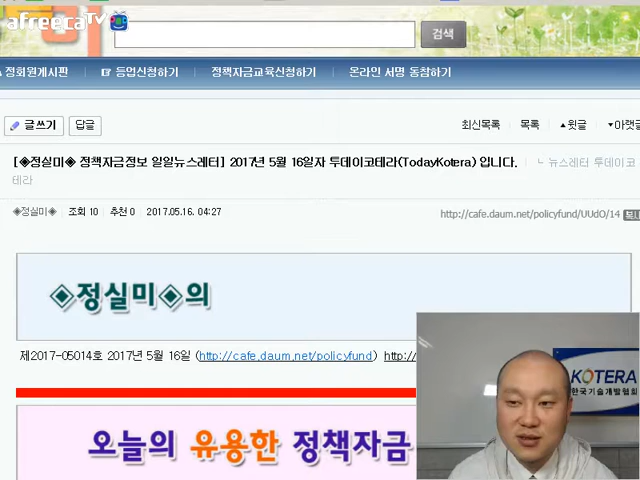 afreecaTV
검색
정회원게시판 ☞ 등업신청하기 정책자금교육신청하기 온라인 서명 동참하기
글쓰기 답글 최신목록 목록 ▲윗글 ▼아랫글
[◈정실미◈ 정책자금정보 일일뉴스레터] 2017년 5월 16일자 투데이코테라(TodayKotera) 입니다. ㄴ 뉴스레터 투데이코
테라
◈정실미◈ 조회 10 추천 0 2017.05.16. 04:27 http://cafe.daum.net/policyfund/UUdO/14
◈정실미◈의
제2017-05014호 2017년 5월 16일 (http://cafe.daum.net/policyfund) http://
KOTERA
한국기술개발협회
오늘의 유용한 정책자금